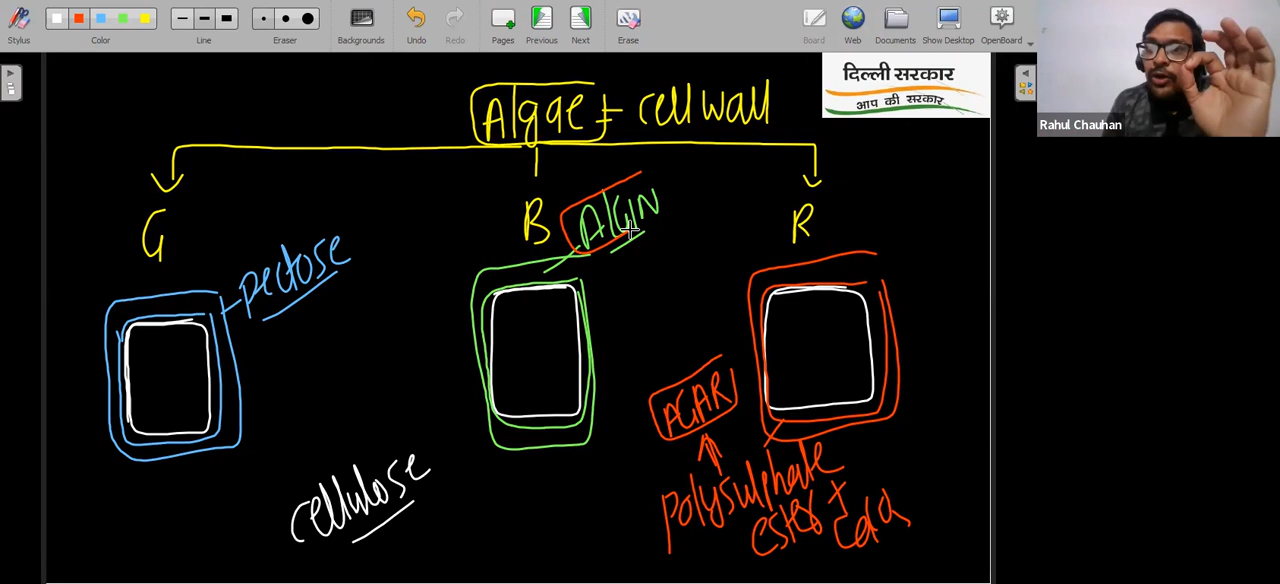 Stylus
Color
Line
Eraser
Backgrounds
Undo
Redo
Pages
Previous
Next
Erase
Board
Web
Documents
Show Desktop
OpenBoard
Rahul Chauhan
दिल्ली सरकार
आप की सरकार
Algae + cell wall
G
B
ALGIN
R
pectose
AGAR
cellulose
polysulphate
ester +